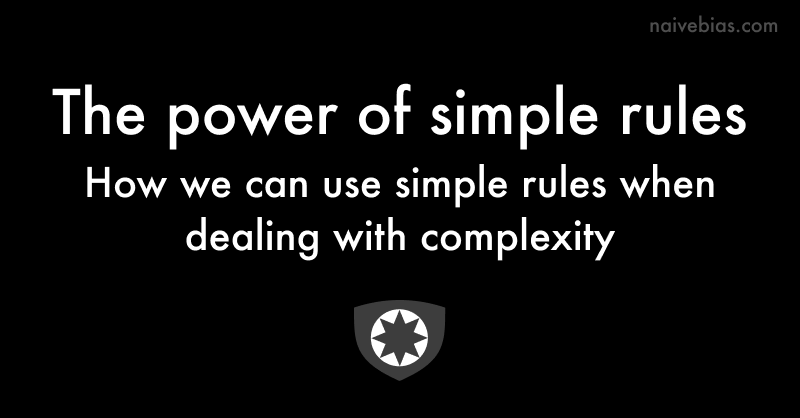 naivebias.com
The power of simple rules
How we can use simple rules when
dealing with complexity